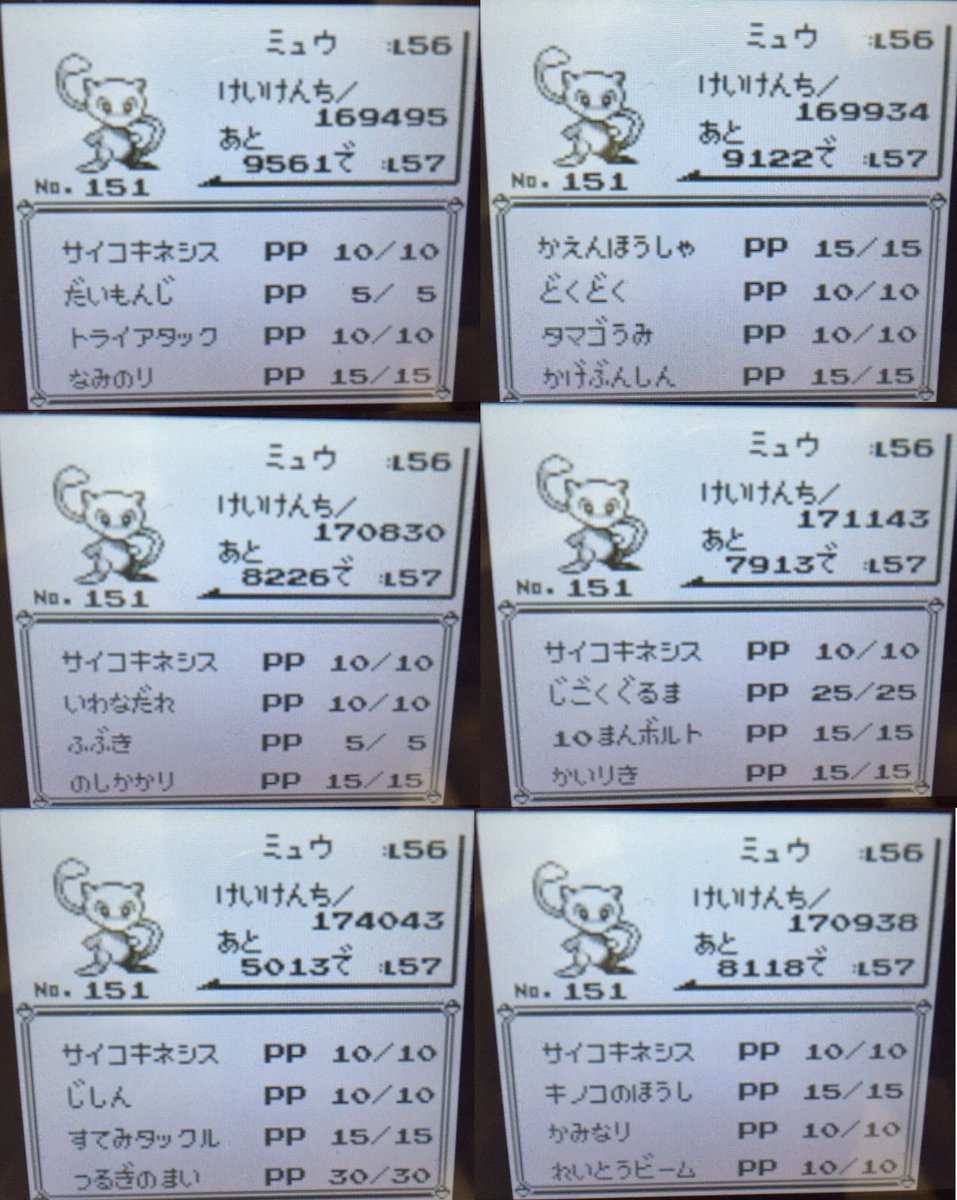 ミュウ :L56
けいけんち/
169495
あと
9561で :L57
No. 151
サイコキネシス PP 10/10
だいもんじ PP 5/ 5
トライアタック PP 10/10
なみのり PP 15/15
ミュウ :L56
けいけんち/
169934
あと
9122で :L57
No. 151
かえんほうしゃ PP 15/15
どくどく PP 10/10
タマゴうみ PP 10/10
かげぶんしん PP 15/15
ミュウ :L56
けいけんち/
170830
あと
8226で :L57
No. 151
サイコキネシス PP 10/10
いわなだれ PP 10/10
ふぶき PP 5/ 5
のしかかり PP 15/15
ミュウ :L56
けいけんち/
171143
あと
7913で :L57
No. 151
サイコキネシス PP 10/10
じごくぐるま PP 25/25
10まんボルト PP 15/15
かいりき PP 15/15
ミュウ :L56
けいけんち/
174043
あと
5013で :L57
No. 151
サイコキネシス PP 10/10
じしん PP 10/10
すてみタックル PP 15/15
つるぎのまい PP 30/30
ミュウ :L56
けいけんち/
170938
あと
8118で :L57
No. 151
サイコキネシス PP 10/10
キノコのほうし PP 15/15
かみなり PP 10/10
れいとうビーム PP 10/10